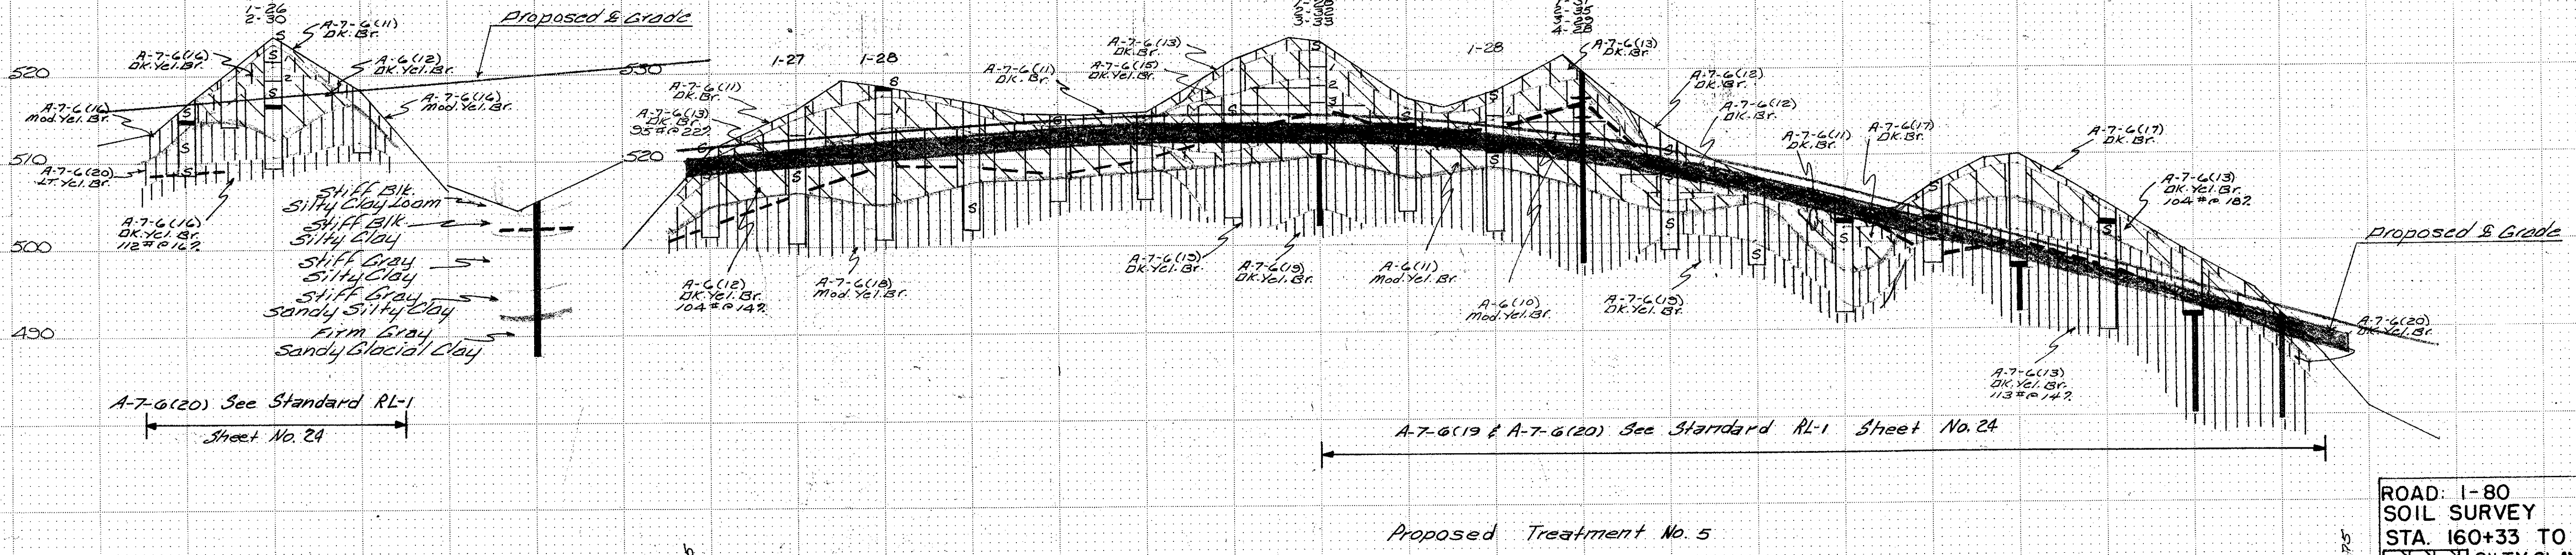 1-26
2-30
A-7-6(11)
DK. Br.
Proposed ⅊ Grade
A-7-6(16)
DK. Yel. Br.
A-6(12)
DK. Yel. Br.
520
A-7-6(16)
Mod. Yel. Br.
A-7-6(16)
Mod. Yel. Br.
510
A-7-6(20)
LT. Yel. Br.
A-7-6(16)
DK. Yel. Br.
112 # @ 16%
Stiff Blk.
Silty Clay Loam
Stiff Blk.
Silty Clay
500
Stiff Gray
Silty Clay
Stiff Gray
Sandy Silty Clay
490
Firm Gray
Sandy Glacial Clay
A-7-6(20) See Standard RL-1
Sheet No. 24
530
520
1-27
1-28
A-7-6(11)
DK. Br.
A-7-6(13)
DK. Br.
95 # @ 22%
A-7-6(11)
DK. Br.
A-7-6(13)
DK. Br.
A-7-6(15)
DK. Yel. Br.
3-33
2-35
3-29
4-28
1-28
A-7-6(13)
DK. Br.
A-7-6(12)
DK. Br.
A-7-6(12)
DK. Br.
A-7-6(11)
DK. Br.
A-7-6(17)
DK. Br.
A-7-6(17)
DK. Br.
A-7-6(13)
DK. Yel. Br.
104 # @ 18%
Proposed ⅊ Grade
A-6(12)
DK. Yel. Br.
104 # @ 14%
A-7-6(18)
Mod. Yel. Br.
A-7-6(19)
DK. Yel. Br.
A-7-6(19)
DK. Yel. Br.
A-6(11)
Mod. Yel. Br.
A-6(10)
Mod. Yel. Br.
A-7-6(15)
DK. Yel. Br.
A-7-6(20)
DK. Yel. Br.
A-7-6(13)
DK. Yel. Br.
113 # @ 14%
A-7-6(19 & A-7-6(20) See Standard RL-1 Sheet No. 24
Proposed Treatment No. 5
ROAD: I-80
SOIL SURVEY
STA. 160+33 TO